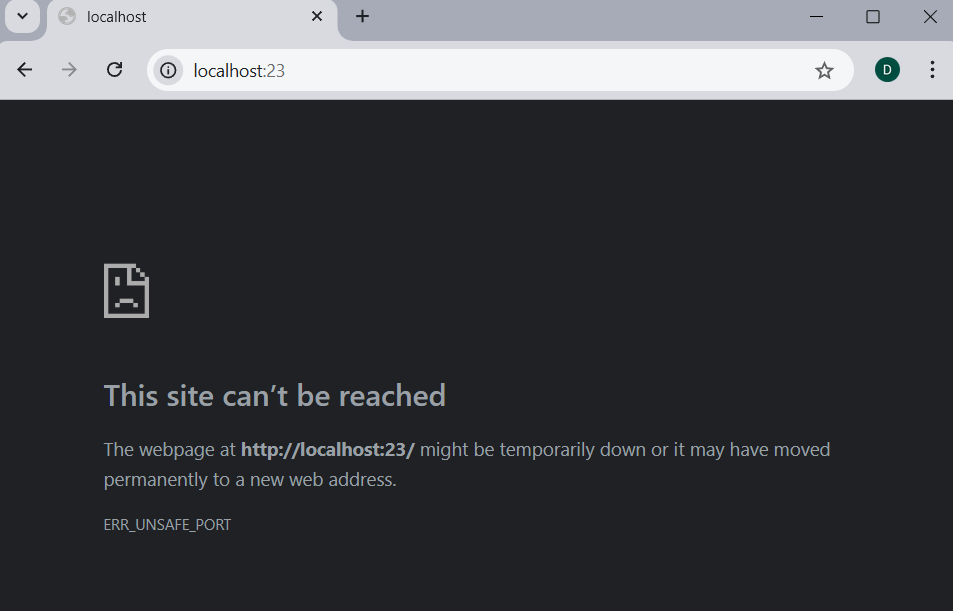 localhost
localhost:23
D
This site can’t be reached
The webpage at http://localhost:23/ might be temporarily down or it may have moved
permanently to a new web address.
ERR_UNSAFE_PORT